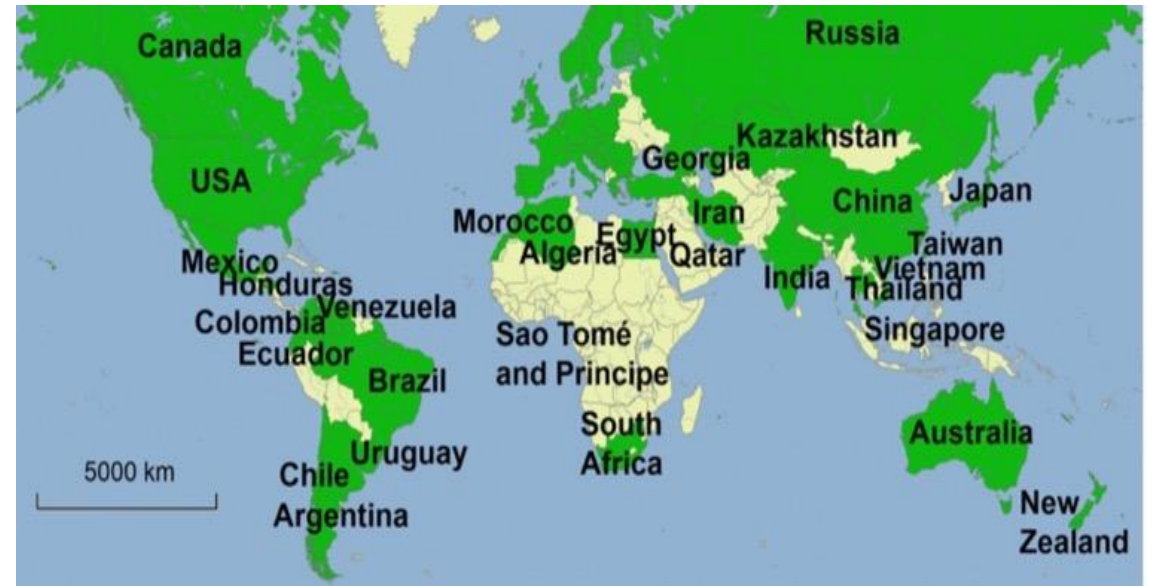 Canada
Russia
Kazakhstan
Georgia
USA
China
Japan
Iran
Morocco
Egypt
Algeria
Qatar
Taiwan
Mexico
Vietnam
India
Honduras
Thailand
Venezuela
Colombia
Singapore
Sao Tomé
and Principe
Ecuador
Brazil
South
Africa
Australia
Uruguay
5000 km
Chile
Argentina
New
Zealand